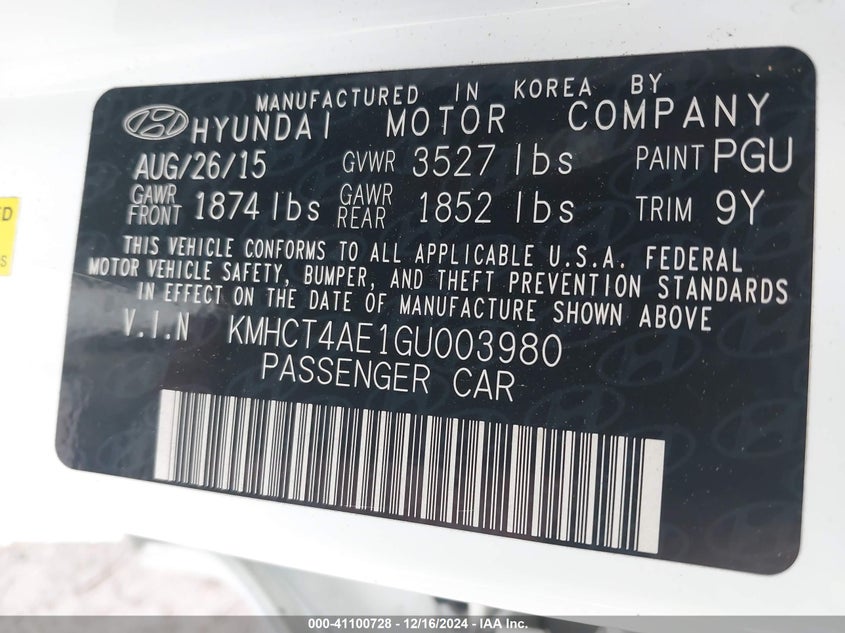 MANUFACTURED IN KOREA BY
HYUNDAI MOTOR COMPANY
AUG/26/15 GVWR 3527 lbs PAINT PGU
GAWR FRONT 1874 lbs GAWR REAR 1852 lbs TRIM 9Y
THIS VEHICLE CONFORMS TO ALL APPLICABLE U.S.A. FEDERAL
MOTOR VEHICLE SAFETY, BUMPER, AND THEFT PREVENTION STANDARDS
IN EFFECT ON THE DATE OF MANUFACTURE SHOWN ABOVE
V.I.N KMHCT4AE1GU003980
PASSENGER CAR
000-41100728 - 12/16/2024 - IAA Inc.